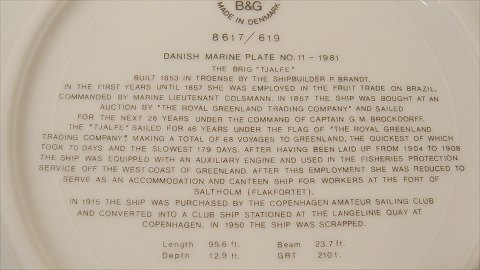 B&G
MADE IN DENMARK
8617/619
DANISH MARINE PLATE NO. 11 - 1981
THE BRIG "TJALFE"
BUILT 1853 IN TROENSE BY THE SHIPBUILDER P BRANDT.
IN THE FIRST YEARS UNTIL 1857 SHE WAS EMPLOYED IN THE FRUIT TRADE ON BRAZIL,
COMMANDED BY MARINE LIEUTENANT COLSMANN. IN 1857 THE SHIP WAS BOUGHT AT AN
AUCTION BY "THE ROYAL GREENLAND TRADING COMPANY" AND SAILED
FOR THE NEXT 26 YEARS UNDER THE COMMAND OF CAPTAIN G. M. BROCKDORFF.
THE "TJALFE" SAILED FOR 46 YEARS UNDER THE FLAG OF "THE ROYAL GREENLAND
TRADING COMPANY", MAKING A TOTAL OF 68 VOYAGES TO GREENLAND, THE QUICKEST OF WHICH
TOOK 70 DAYS AND THE SLOWEST 179 DAYS. AFTER HAVING BEEN LAID UP FROM 1904 TO 1908
THE SHIP WAS EQUIPPED WITH AN AUXILIARY ENGINE AND USED IN THE FISHERIES PROTECTION
SERVICE OFF THE WEST COAST OF GREENLAND. AFTER THIS EMPLOYMENT SHE WAS REDUCED TO
SERVE AS AN ACCOMMODATION AND CANTEEN SHIP FOR WORKERS AT THE FORT OF
SALTHOLM (FLAKFORTET).
IN 1915 THE SHIP WAS PURCHASED BY THE COPENHAGEN AMATEUR SAILING CLUB
AND CONVERTED INTO A CLUB SHIP STATIONED AT THE LANGELINIE QUAY AT
COPENHAGEN. IN 1950 THE SHIP WAS SCRAPPED.
Length 95.6 ft. Beam 23.7 ft.
Depth 12.9 ft. GRT 210 t.